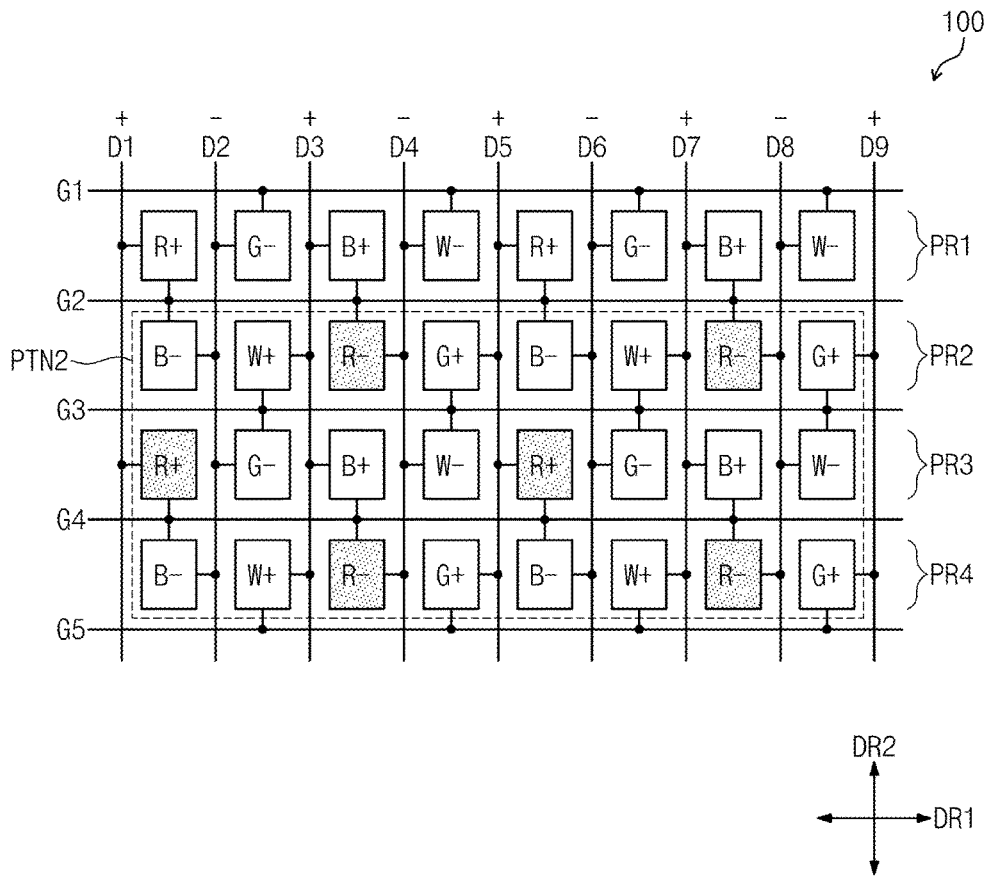 100
+ - + - + - + - +
D1 D2 D3 D4 D5 D6 D7 D8 D9
G1
R+ G- B+ W- R+ G- B+ W- PR1
G2
PTN2 B- W+ R- G+ B- W+ R- G+ PR2
G3
R+ G- B+ W- R+ G- B+ W- PR3
G4
B- W+ R- G+ B- W+ R- G+ PR4
G5
DR2
DR1